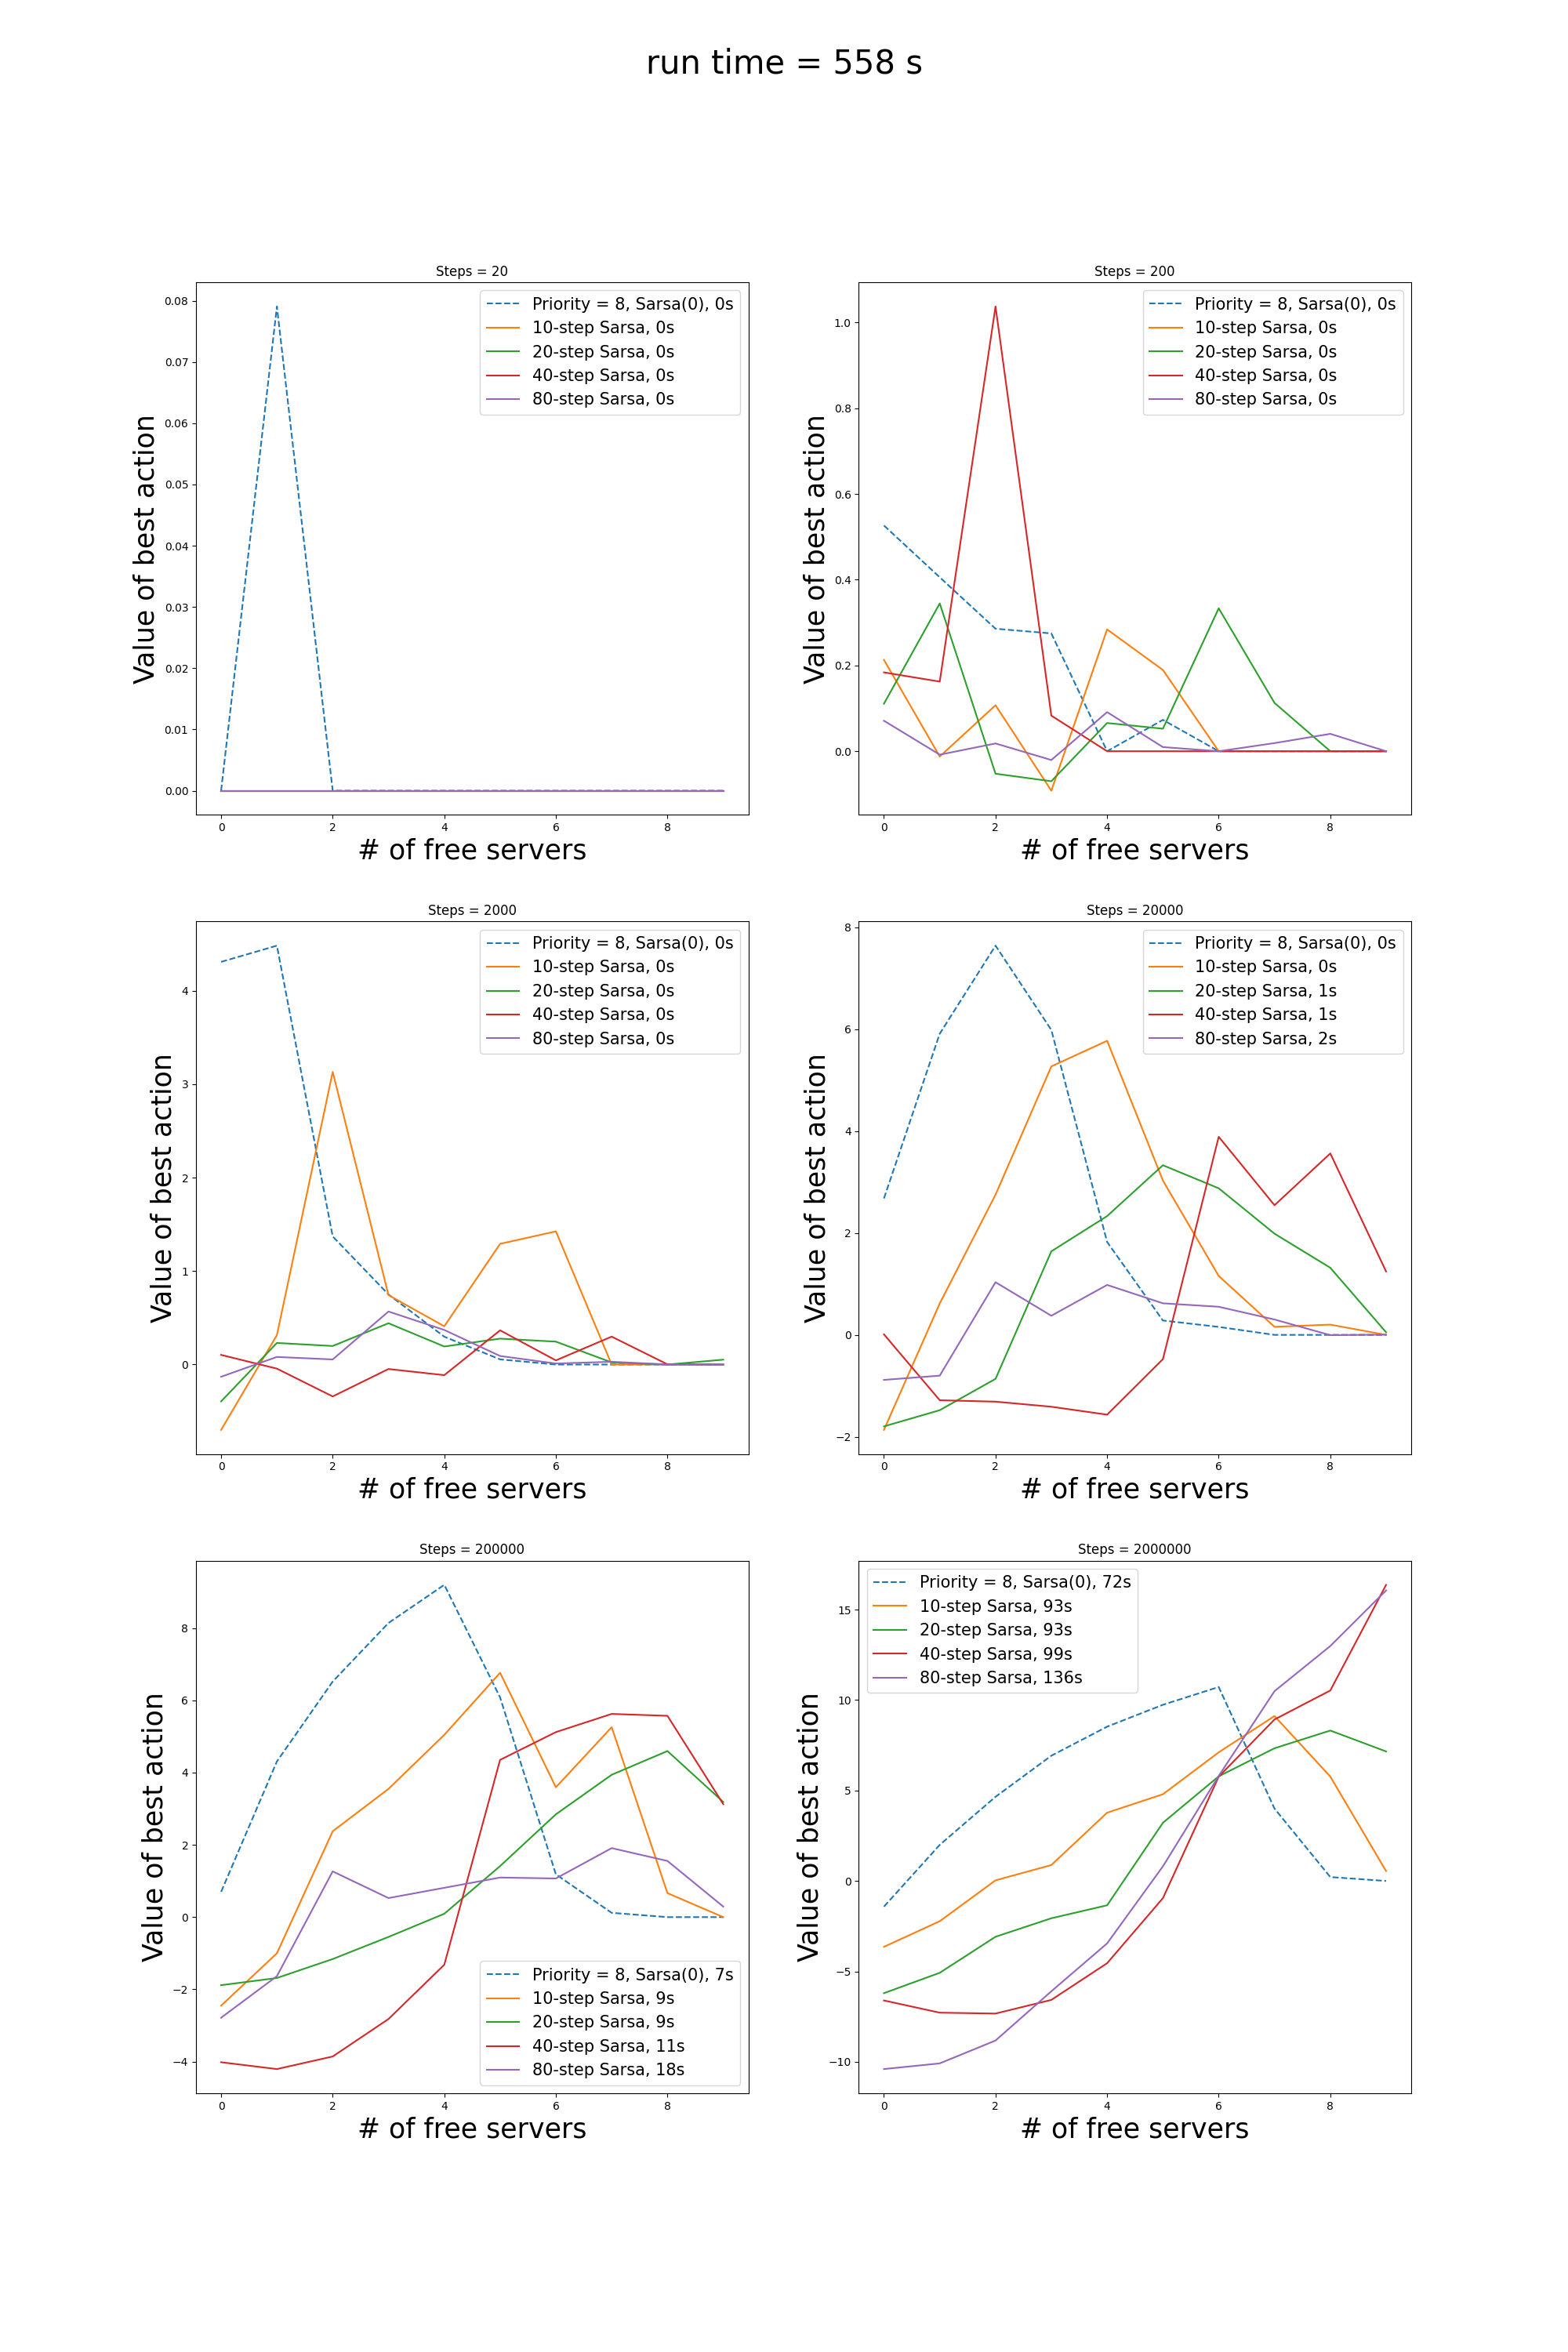 run time = 558 s
Steps = 20
Value of best action
0.08
0.07
0.06
0.05
0.04
0.03
0.02
0.01
0.00
Priority = 8, Sarsa(0), 0s
10-step Sarsa, 0s
20-step Sarsa, 0s
40-step Sarsa, 0s
80-step Sarsa, 0s
0 2 4 6 8
# of free servers
Steps = 200
Value of best action
1.0
0.8
0.6
0.4
0.2
0.0
Priority = 8, Sarsa(0), 0s
10-step Sarsa, 0s
20-step Sarsa, 0s
40-step Sarsa, 0s
80-step Sarsa, 0s
0 2 4 6 8
# of free servers
Steps = 2000
Value of best action
4
3
2
1
0
Priority = 8, Sarsa(0), 0s
10-step Sarsa, 0s
20-step Sarsa, 0s
40-step Sarsa, 0s
80-step Sarsa, 0s
0 2 4 6 8
# of free servers
Steps = 20000
Value of best action
8
6
4
2
0
−2
Priority = 8, Sarsa(0), 0s
10-step Sarsa, 0s
20-step Sarsa, 1s
40-step Sarsa, 1s
80-step Sarsa, 2s
0 2 4 6 8
# of free servers
Steps = 200000
Value of best action
8
6
4
2
0
−2
−4
Priority = 8, Sarsa(0), 7s
10-step Sarsa, 9s
20-step Sarsa, 9s
40-step Sarsa, 11s
80-step Sarsa, 18s
0 2 4 6 8
# of free servers
Steps = 2000000
Value of best action
15
10
5
0
−5
−10
Priority = 8, Sarsa(0), 72s
10-step Sarsa, 93s
20-step Sarsa, 93s
40-step Sarsa, 99s
80-step Sarsa, 136s
0 2 4 6 8
# of free servers